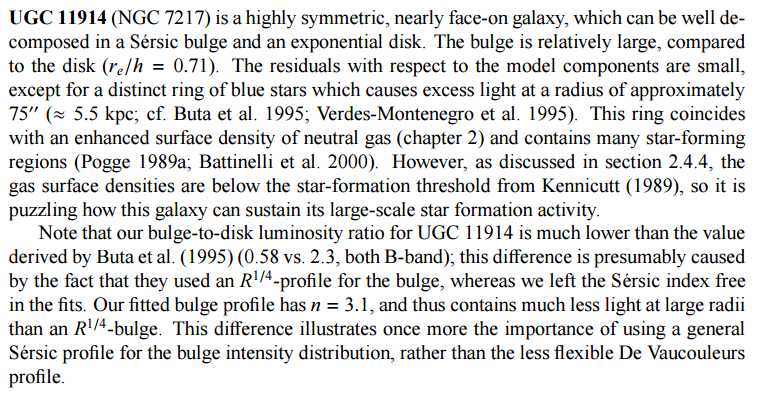 UGC 11914 (NGC 7217) is a highly symmetric, nearly face-on galaxy, which can be well de-
composed in a Sérsic bulge and an exponential disk. The bulge is relatively large, compared
to the disk (rₑ/h = 0.71). The residuals with respect to the model components are small,
except for a distinct ring of blue stars which causes excess light at a radius of approximately
75″ (≈ 5.5 kpc; cf. Buta et al. 1995; Verdes-Montenegro et al. 1995). This ring coincides
with an enhanced surface density of neutral gas (chapter 2) and contains many star-forming
regions (Pogge 1989a; Battinelli et al. 2000). However, as discussed in section 2.4.4, the
gas surface densities are below the star-formation threshold from Kennicutt (1989), so it is
puzzling how this galaxy can sustain its large-scale star formation activity.
Note that our bulge-to-disk luminosity ratio for UGC 11914 is much lower than the value
derived by Buta et al. (1995) (0.58 vs. 2.3, both B-band); this difference is presumably caused
by the fact that they used an R¹/⁴-profile for the bulge, whereas we left the Sérsic index free
in the fits. Our fitted bulge profile has n = 3.1, and thus contains much less light at large radii
than an R¹/⁴-bulge. This difference illustrates once more the importance of using a general
Sérsic profile for the bulge intensity distribution, rather than the less flexible De Vaucouleurs
profile.